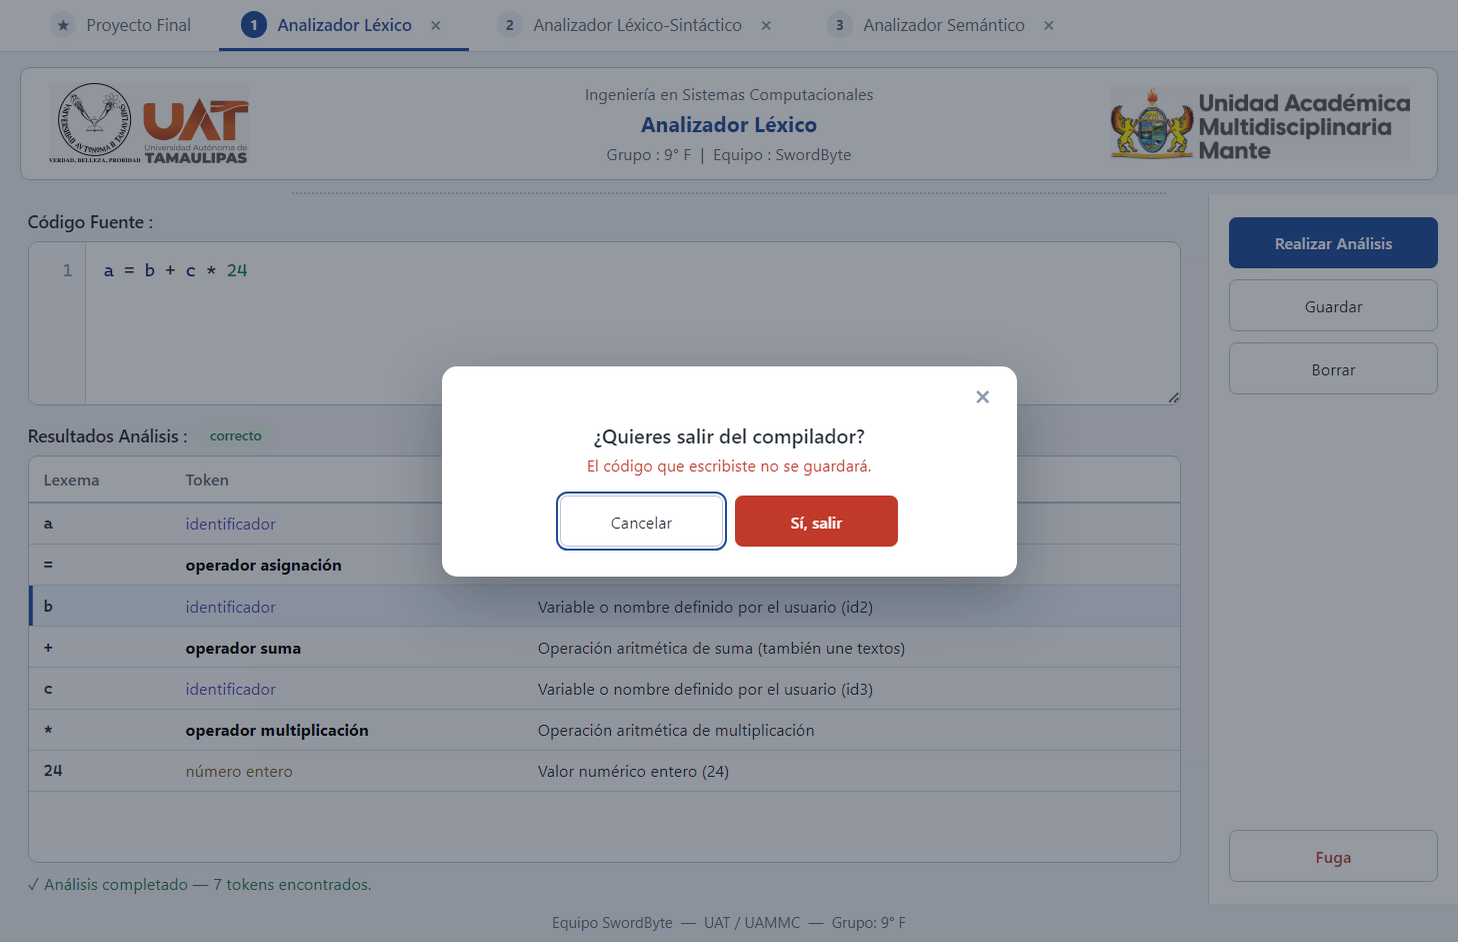 ★ Proyecto Final
1 Analizador Léxico ×
2 Analizador Léxico-Sintáctico ×
3 Analizador Semántico ×
UNIVERSIDAD AUTONOMA DE TAMAULIPAS
VERDAD, BELLEZA, PROBIDAD
UAT
Universidad Autónoma de
TAMAULIPAS
Ingeniería en Sistemas Computacionales
Analizador Léxico
Grupo : 9° F | Equipo : SwordByte
Unidad Académica
Multidisciplinaria
Mante
Código Fuente :
1 a = b + c * 24
Realizar Análisis
Guardar
Borrar
¿Quieres salir del compilador?
El código que escribiste no se guardará.
Cancelar
Sí, salir
Resultados Análisis : correcto
Lexema Token
a identificador
= operador asignación
b identificador Variable o nombre definido por el usuario (id2)
+ operador suma Operación aritmética de suma (también une textos)
c identificador Variable o nombre definido por el usuario (id3)
* operador multiplicación Operación aritmética de multiplicación
24 número entero Valor numérico entero (24)
Fuga
✓ Análisis completado — 7 tokens encontrados.
Equipo SwordByte — UAT / UAMMC — Grupo: 9° F